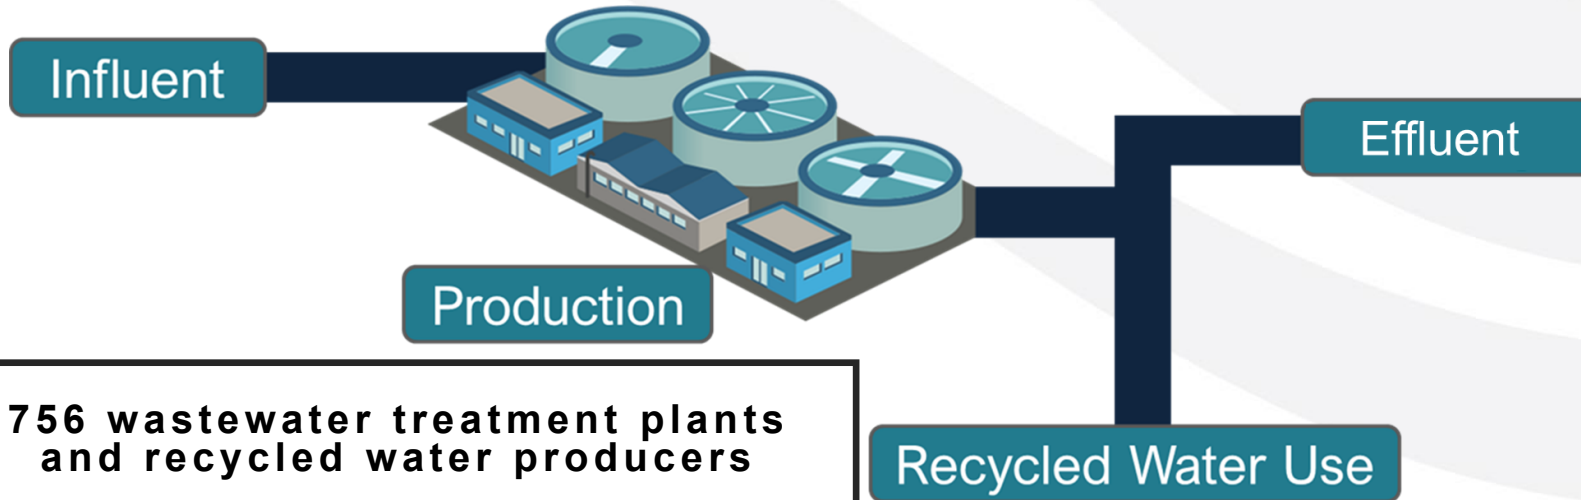 Influent
Effluent
Production
756 wastewater treatment plants
and recycled water producers
Recycled Water Use